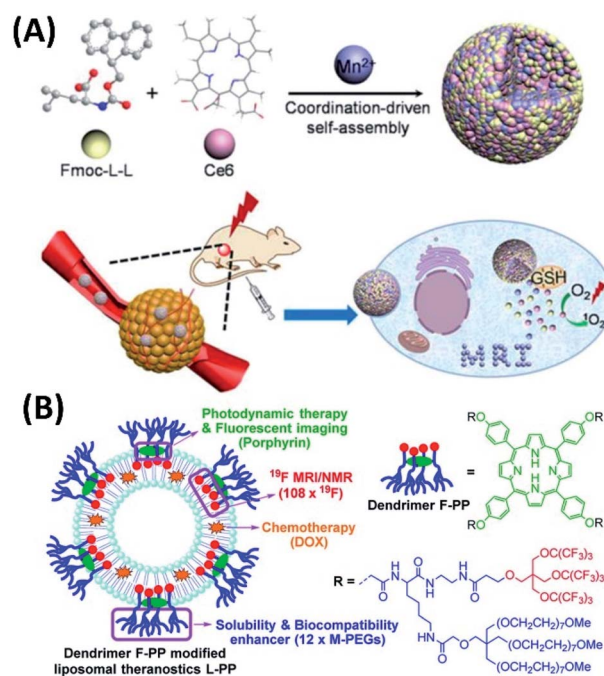 (A)
Mn²⁺
Coordination-driven
self-assembly
Fmoc-L-L
Ce6
GSH
O₂
¹O₂
MRI
(B)
Photodynamic therapy
& Fluorescent imaging
(Porphyrin)
¹⁹F MRI/NMR
(108 x ¹⁹F)
Chemotherapy
(DOX)
Solubility & Biocompatibility
enhancer (12 x M-PEGs)
Dendrimer F-PP modified
liposomal theranostics L-PP
Dendrimer F-PP
=
RO
OR
N
NH
N
HN
RO
OR
R =
O
N
H
O
H
N
N
H
O
O
OC(CF₃)₃
OC(CF₃)₃
OC(CF₃)₃
NH
O
O
(OCH₂CH₂)₇OMe
(OCH₂CH₂)₇OMe
(OCH₂CH₂)₇OMe